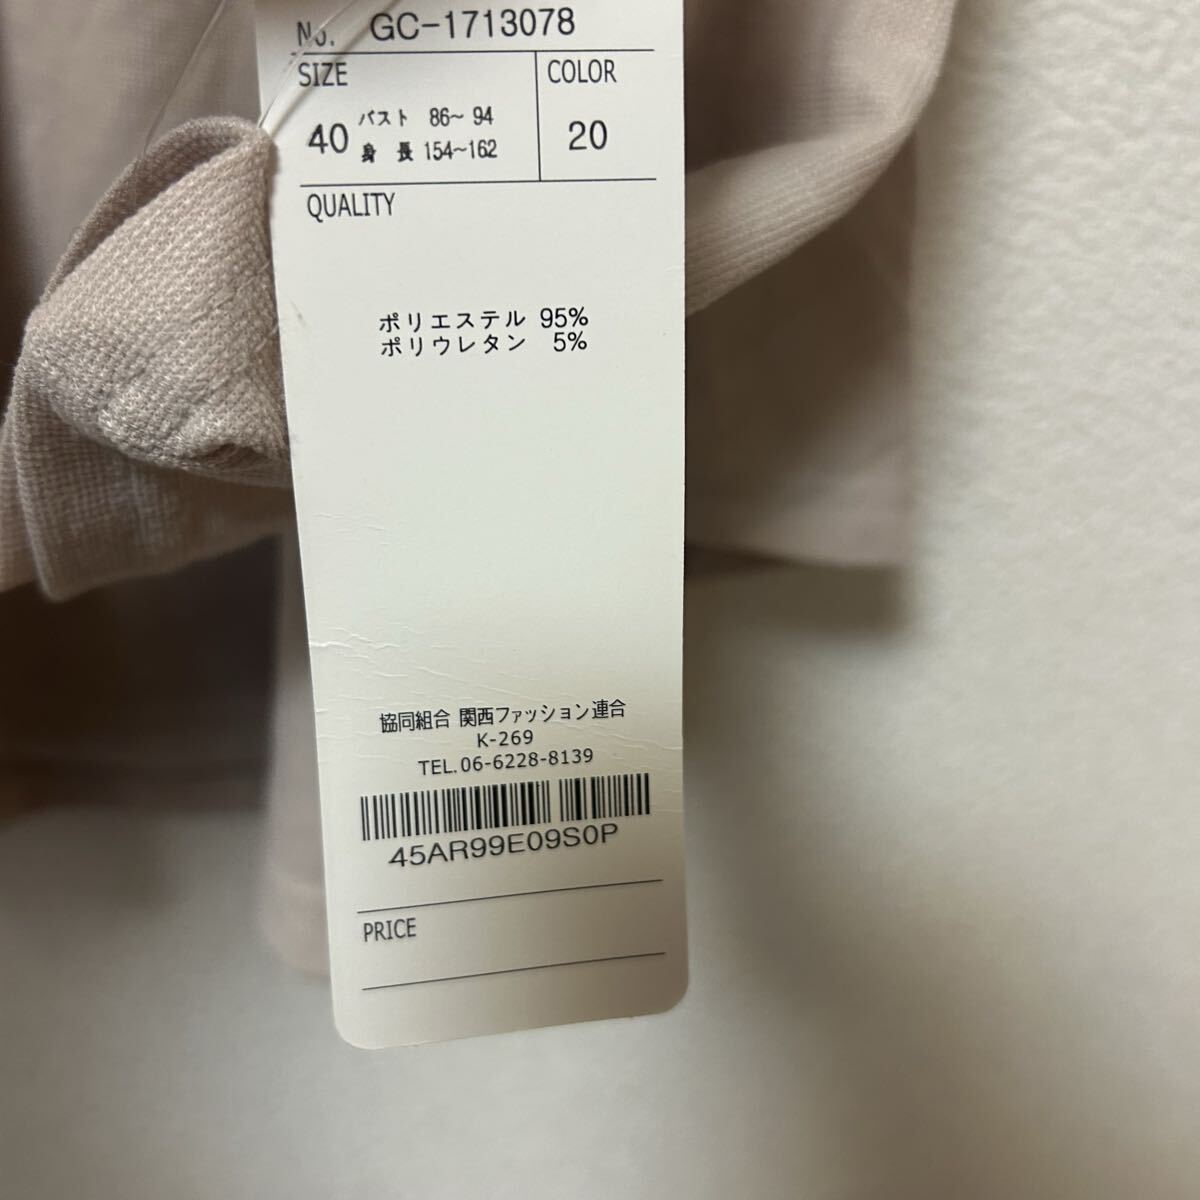 No. GC-1713078
SIZE COLOR
40 バスト 86～94 20
身長 154～162
QUALITY
ポリエステル 95%
ポリウレタン 5%
協同組合 関西ファッション連合
K-269
TEL.06-6228-8139
45AR99E09S0P
PRICE